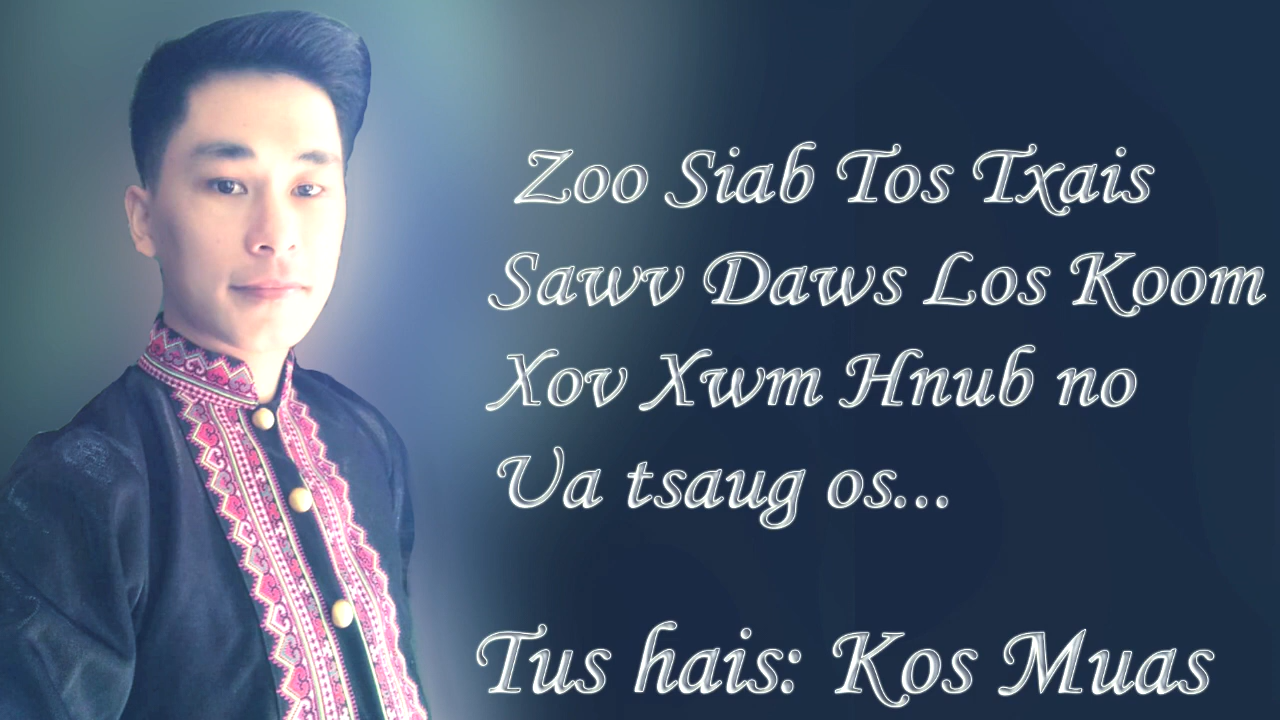 Zoo Siab Tos Txais
Sawv Daws Los Koom
Xov Xwm Hnub no
Ua tsaug os...
Tus hais: Kos Muas